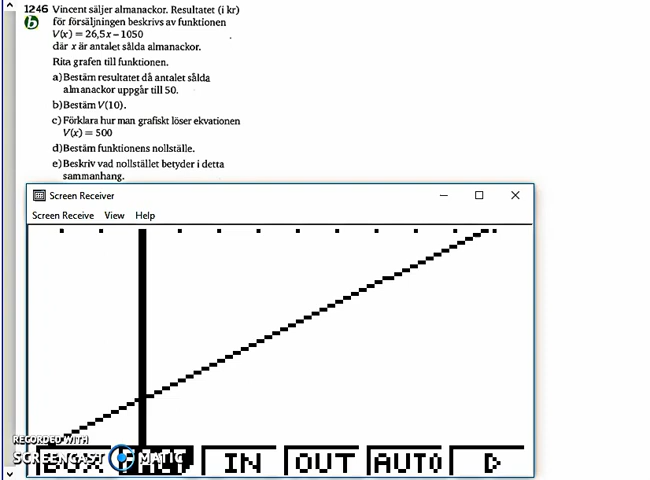 1246 Vincent säljer almanackor. Resultatet (i kr)
b för försäljningen beskrivs av funktionen
V(x) = 26,5x – 1050
där x är antalet sålda almanackor.
Rita grafen till funktionen.
a) Bestäm resultatet då antalet sålda
almanackor uppgår till 50.
b) Bestäm V(10).
c) Förklara hur man grafiskt löser ekvationen
V(x) = 500
d) Bestäm funktionens nollställe.
e) Beskriv vad nollstället betyder i detta
sammanhang.
Screen Receiver
Screen Receive View Help
RECORDED WITH
SCREENCAST MATIC
IN OUT AUTO